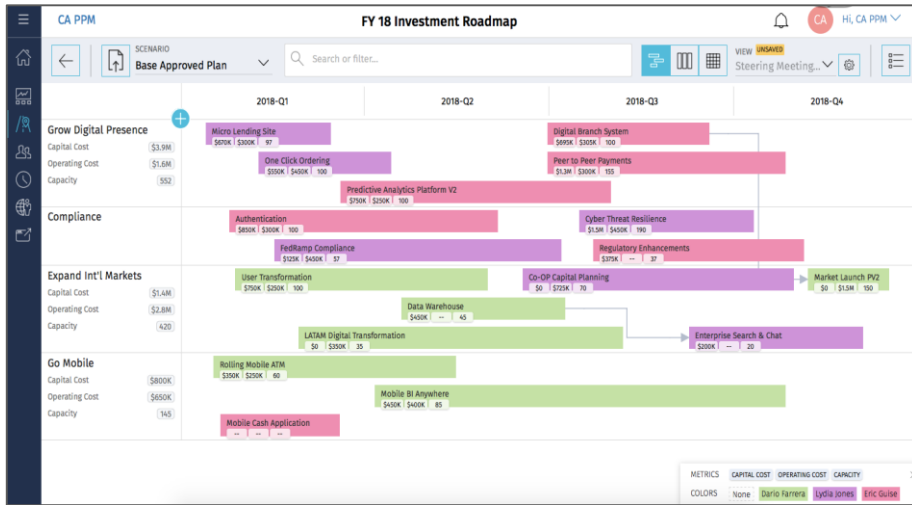 CA PPM
FY 18 Investment Roadmap
CA
Hi, CA PPM
SCENARIO
Base Approved Plan
Search or filter...
VIEW UNSAVED
Steering Meeting...
2018-Q1 2018-Q2 2018-Q3 2018-Q4
Grow Digital Presence
Capital Cost $3.9M
Operating Cost $1.6M
Capacity 552
Micro Lending Site
$670K $300K 97
Digital Branch System
$695K $305K 100
One Click Ordering
$550K $450K 100
Peer to Peer Payments
$1.3M $300K 155
Predictive Analytics Platform V2
$750K $250K 100
Compliance
Authentication
$850K $300K 100
Cyber Threat Resilience
$1.5M $450K 190
FedRamp Compliance
$125K $450K 57
Regulatory Enhancements
$375K -- 37
Expand Int'l Markets
Capital Cost $1.4M
Operating Cost $2.8M
Capacity 420
User Transformation
$750K $250K 100
Co-OP Capital Planning
$0 $725K 70
Market Launch PV2
$0 $1.5M 150
Data Warehouse
$450K -- 45
LATAM Digital Transformation
$0 $350K 35
Enterprise Search & Chat
$200K -- 20
Go Mobile
Capital Cost $800K
Operating Cost $650K
Capacity 145
Rolling Mobile ATM
$350K $250K 60
Mobile BI Anywhere
$450K $400K 85
Mobile Cash Application
-- -- --
METRICS CAPITAL COST OPERATING COST CAPACITY
COLORS None Dario Farrera Lydia Jones Eric Guise